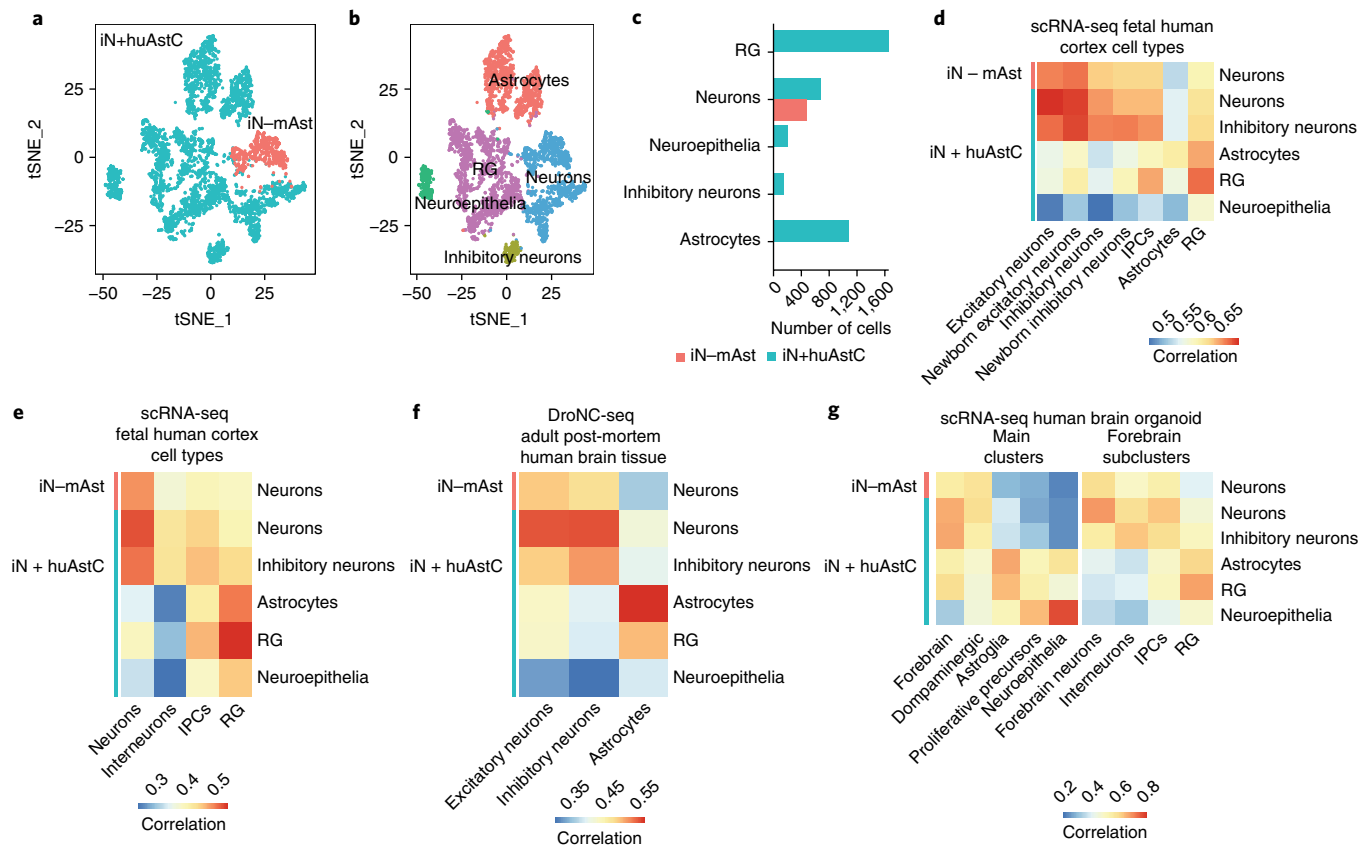 a
iN+huAstC
iN–mAst
25
0
−25
−50
0
25
tSNE_2
tSNE_1
b
Astrocytes
RG
Neurons
Neuroepithelia
Inhibitory neurons
25
0
−25
−50
0
25
tSNE_2
tSNE_1
c
RG
Neurons
Neuroepithelia
Inhibitory neurons
Astrocytes
0
400
800
1,200
1,600
Number of cells
iN–mAst
iN+huAstC
d
scRNA-seq fetal human
cortex cell types
iN – mAst
iN + huAstC
Neurons
Neurons
Inhibitory neurons
Astrocytes
RG
Neuroepithelia
Excitatory neurons
Newborn excitatory neurons
Inhibitory neurons
Newborn inhibitory neurons
IPCs
Astrocytes
RG
0.5
0.55
0.6
0.65
Correlation
e
scRNA-seq
fetal human cortex
cell types
iN–mAst
iN + huAstC
Neurons
Neurons
Inhibitory neurons
Astrocytes
RG
Neuroepithelia
Neurons
Interneurons
IPCs
RG
0.3
0.4
0.5
Correlation
f
DroNC-seq
adult post-mortem
human brain tissue
iN–mAst
iN + huAstC
Neurons
Neurons
Inhibitory neurons
Astrocytes
RG
Neuroepithelia
Excitatory neurons
Inhibitory neurons
Astrocytes
0.35
0.45
0.55
Correlation
g
scRNA-seq human brain organoid
Main
clusters
Forebrain
subclusters
iN–mAst
iN + huAstC
Neurons
Neurons
Inhibitory neurons
Astrocytes
RG
Neuroepithelia
Forebrain
Dompaminergic
Astroglia
Proliferative precursors
Neuroepithelia
Forebrain neurons
Interneurons
IPCs
RG
0.2
0.4
0.6
0.8
Correlation